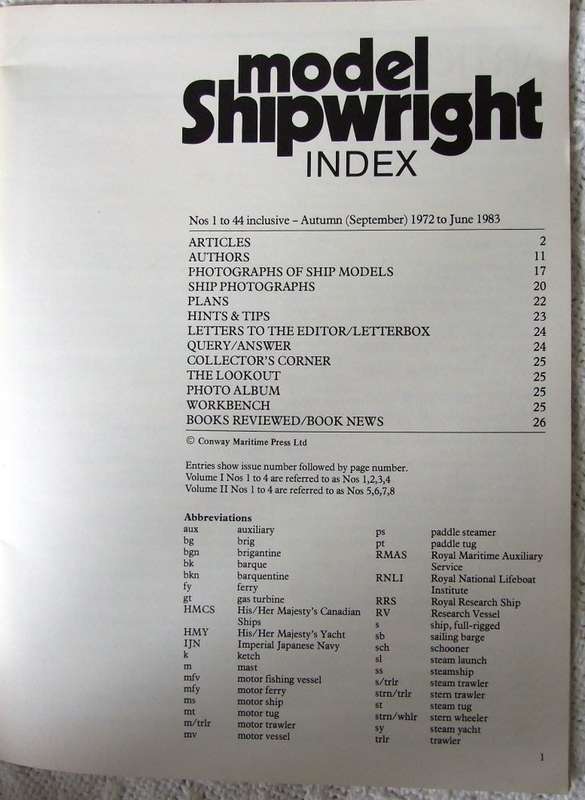 model
Shipwright
INDEX
Nos 1 to 44 inclusive – Autumn (September) 1972 to June 1983
ARTICLES 2
AUTHORS 11
PHOTOGRAPHS OF SHIP MODELS 17
SHIP PHOTOGRAPHS 20
PLANS 22
HINTS & TIPS 23
LETTERS TO THE EDITOR/LETTERBOX 24
QUERY/ANSWER 24
COLLECTOR'S CORNER 25
THE LOOKOUT 25
PHOTO ALBUM 25
WORKBENCH 25
BOOKS REVIEWED/BOOK NEWS 26
© Conway Maritime Press Ltd
Entries show issue number followed by page number.
Volume I Nos 1 to 4 are referred to as Nos 1,2,3,4
Volume II Nos 1 to 4 are referred to as Nos 5,6,7,8
Abbreviations
aux auxiliary
bg brig
bgn brigantine
bk barque
bkn barquentine
fy ferry
gt gas turbine
HMCS His/Her Majesty's Canadian
Ships
HMY His/Her Majesty's Yacht
IJN Imperial Japanese Navy
k ketch
m mast
mfv motor fishing vessel
mfy motor ferry
ms motor ship
mt motor tug
m/trlr motor trawler
mv motor vessel
ps paddle steamer
pt paddle tug
RMAS Royal Maritime Auxiliary
Service
RNLI Royal National Lifeboat
Institute
RRS Royal Research Ship
RV Research Vessel
s ship, full-rigged
sb sailing barge
sch schooner
sl steam launch
ss steamship
s/trlr steam trawler
strn/trlr stern trawler
st steam tug
strn/whlr stern wheeler
sy steam yacht
trlr trawler
1